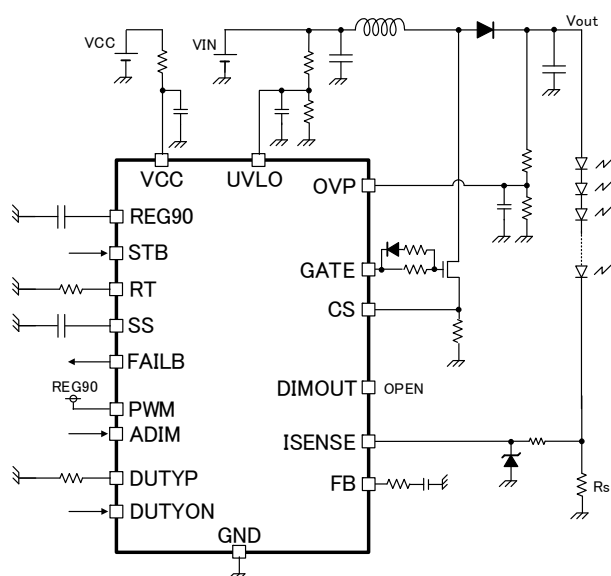 VCC
VIN
Vout
VCC
UVLO
OVP
REG90
STB
GATE
RT
CS
SS
FAILB
REG90
DIMOUT
OPEN
PWM
ADIM
ISENSE
DUTYP
FB
Rs
DUTYON
GND